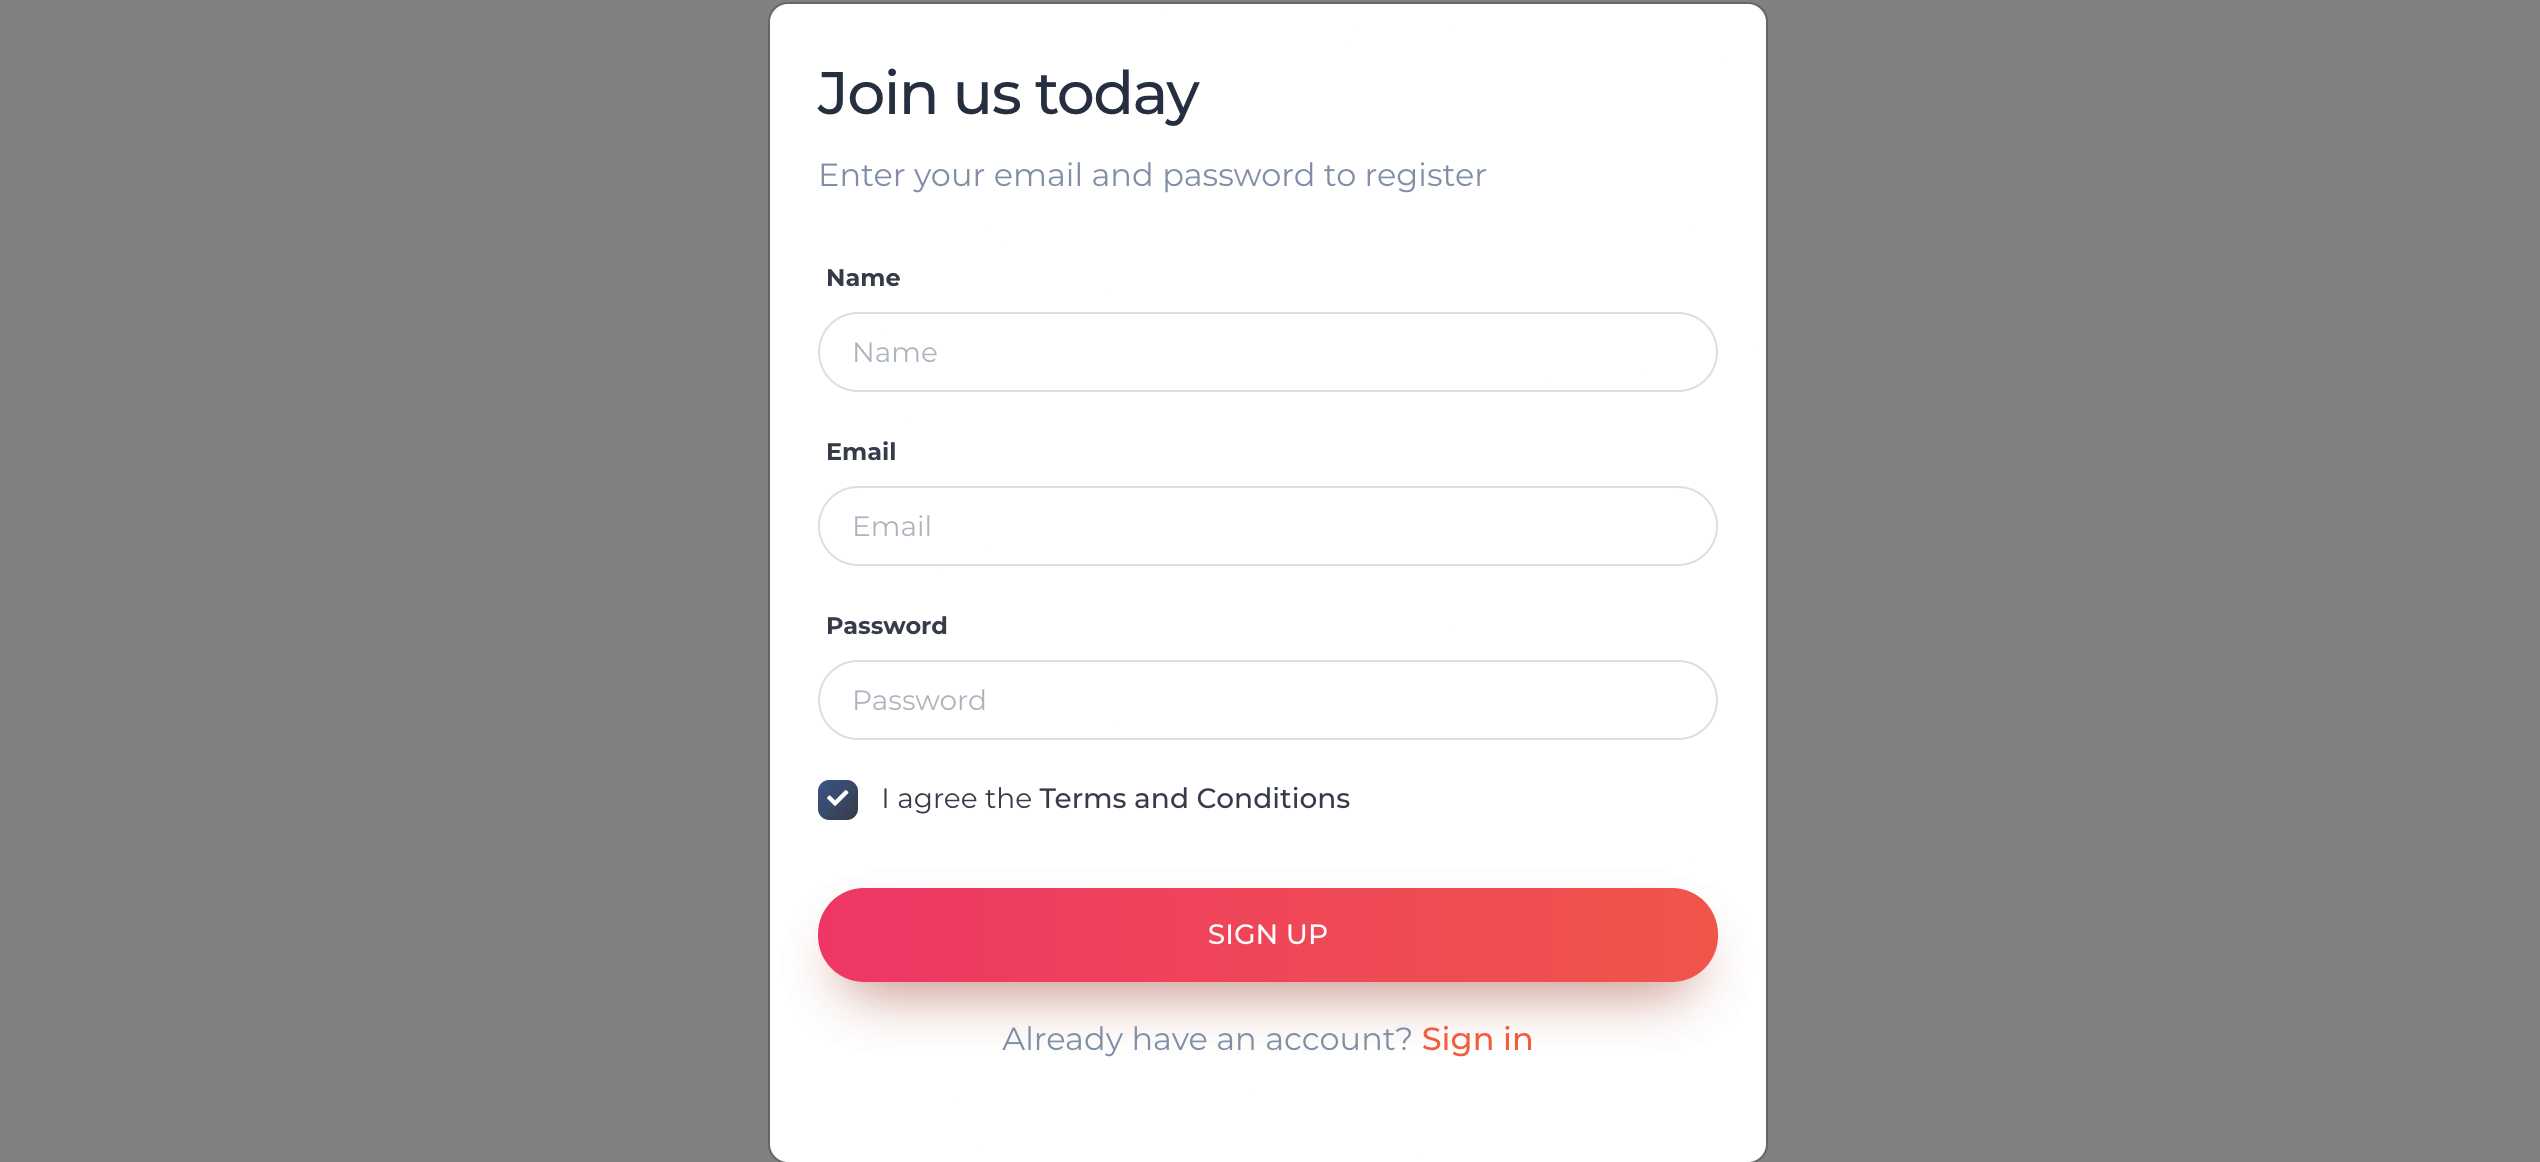 Join us today
Enter your email and password to register
Name
Name
Email
Email
Password
Password
I agree the Terms and Conditions
SIGN UP
Already have an account? Sign in